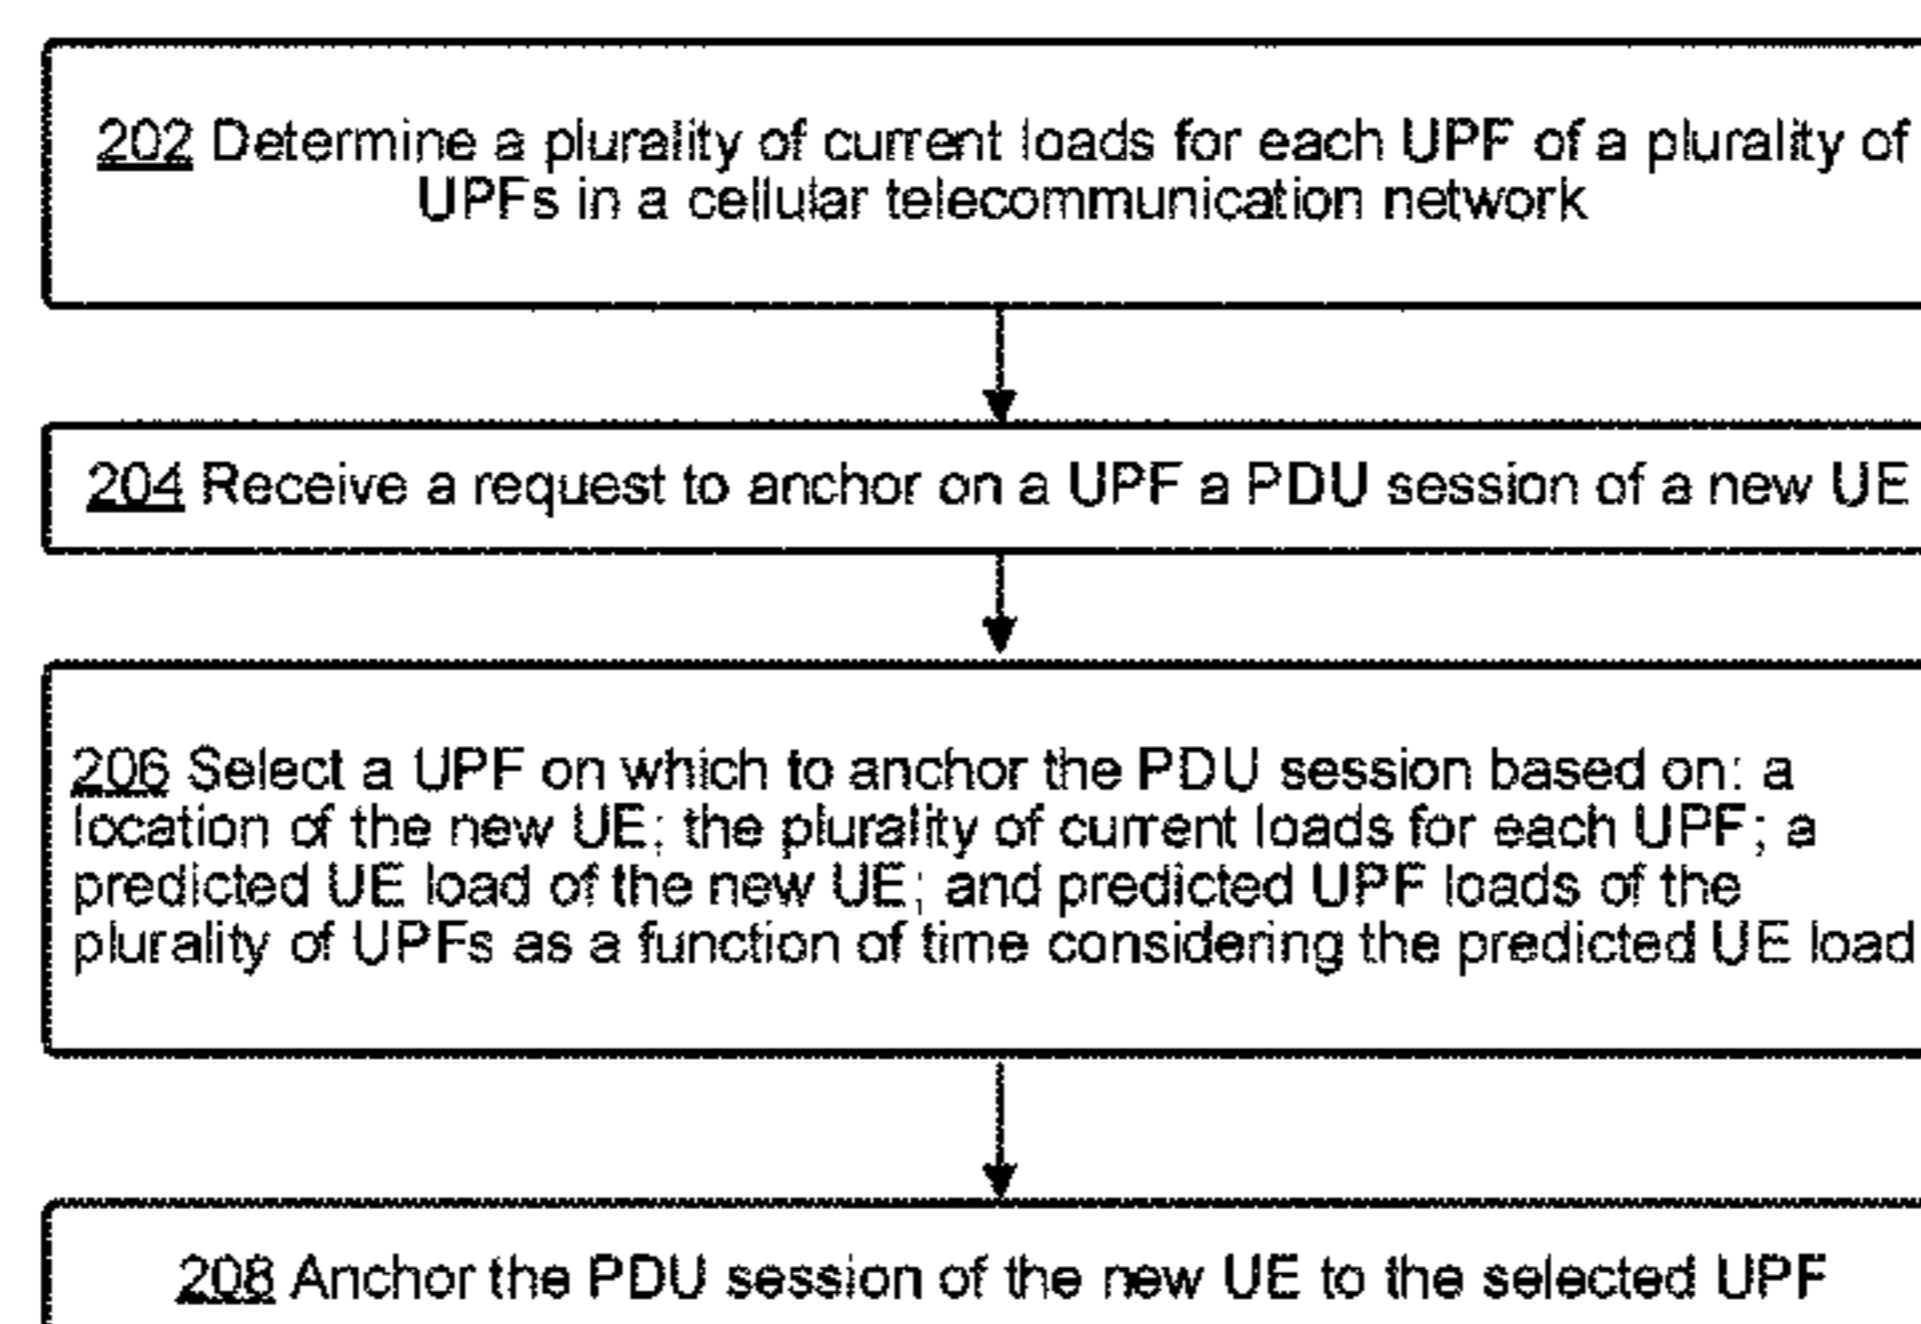 202 Determine a plurality of current loads for each UPF of a plurality of
UPFs in a cellular telecommunication network
204 Receive a request to anchor on a UPF a PDU session of a new UE
206 Select a UPF on which to anchor the PDU session based on: a
location of the new UE; the plurality of current loads for each UPF; a
predicted UE load of the new UE; and predicted UPF loads of the
plurality of UPFs as a function of time considering the predicted UE load
208 Anchor the PDU session of the new UE to the selected UPF